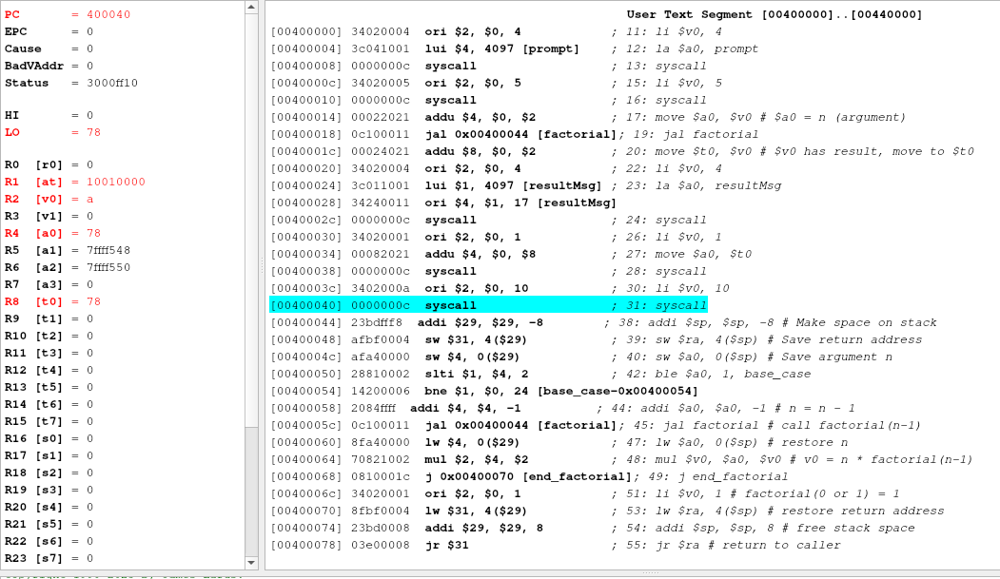 PC = 400040
EPC = 0
Cause = 0
BadVAddr = 0
Status = 3000ff10
HI = 0
LO = 78
R0 [r0] = 0
R1 [at] = 10010000
R2 [v0] = a
R3 [v1] = 0
R4 [a0] = 78
R5 [a1] = 7ffff548
R6 [a2] = 7ffff550
R7 [a3] = 0
R8 [t0] = 78
R9 [t1] = 0
R10 [t2] = 0
R11 [t3] = 0
R12 [t4] = 0
R13 [t5] = 0
R14 [t6] = 0
R15 [t7] = 0
R16 [s0] = 0
R17 [s1] = 0
R18 [s2] = 0
R19 [s3] = 0
R20 [s4] = 0
R21 [s5] = 0
R22 [s6] = 0
R23 [s7] = 0
User Text Segment [00400000]..[00440000]
[00400000] 34020004 ori $2, $0, 4 ; 11: li $v0, 4
[00400004] 3c041001 lui $4, 4097 [prompt] ; 12: la $a0, prompt
[00400008] 0000000c syscall ; 13: syscall
[0040000c] 34020005 ori $2, $0, 5 ; 15: li $v0, 5
[00400010] 0000000c syscall ; 16: syscall
[00400014] 00022021 addu $4, $0, $2 ; 17: move $a0, $v0 # $a0 = n (argument)
[00400018] 0c100011 jal 0x00400044 [factorial]; 19: jal factorial
[0040001c] 00024021 addu $8, $0, $2 ; 20: move $t0, $v0 # $v0 has result, move to $t0
[00400020] 34020004 ori $2, $0, 4 ; 22: li $v0, 4
[00400024] 3c011001 lui $1, 4097 [resultMsg] ; 23: la $a0, resultMsg
[00400028] 34240011 ori $4, $1, 17 [resultMsg]
[0040002c] 0000000c syscall ; 24: syscall
[00400030] 34020001 ori $2, $0, 1 ; 26: li $v0, 1
[00400034] 00082021 addu $4, $0, $8 ; 27: move $a0, $t0
[00400038] 0000000c syscall ; 28: syscall
[0040003c] 3402000a ori $2, $0, 10 ; 30: li $v0, 10
[00400040] 0000000c syscall ; 31: syscall
[00400044] 23bdfff8 addi $29, $29, -8 ; 38: addi $sp, $sp, -8 # Make space on stack
[00400048] afbf0004 sw $31, 4($29) ; 39: sw $ra, 4($sp) # Save return address
[0040004c] afa40000 sw $4, 0($29) ; 40: sw $a0, 0($sp) # Save argument n
[00400050] 28810002 slti $1, $4, 2 ; 42: ble $a0, 1, base_case
[00400054] 14200006 bne $1, $0, 24 [base_case-0x00400054]
[00400058] 2084ffff addi $4, $4, -1 ; 44: addi $a0, $a0, -1 # n = n - 1
[0040005c] 0c100011 jal 0x00400044 [factorial]; 45: jal factorial # call factorial(n-1)
[00400060] 8fa40000 lw $4, 0($29) ; 47: lw $a0, 0($sp) # restore n
[00400064] 70821002 mul $2, $4, $2 ; 48: mul $v0, $a0, $v0 # v0 = n * factorial(n-1)
[00400068] 0810001c j 0x00400070 [end_factorial]; 49: j end_factorial
[0040006c] 34020001 ori $2, $0, 1 ; 51: li $v0, 1 # factorial(0 or 1) = 1
[00400070] 8fbf0004 lw $31, 4($29) ; 53: lw $ra, 4($sp) # restore return address
[00400074] 23bd0008 addi $29, $29, 8 ; 54: addi $sp, $sp, 8 # free stack space
[00400078] 03e00008 jr $31 ; 55: jr $ra # return to caller